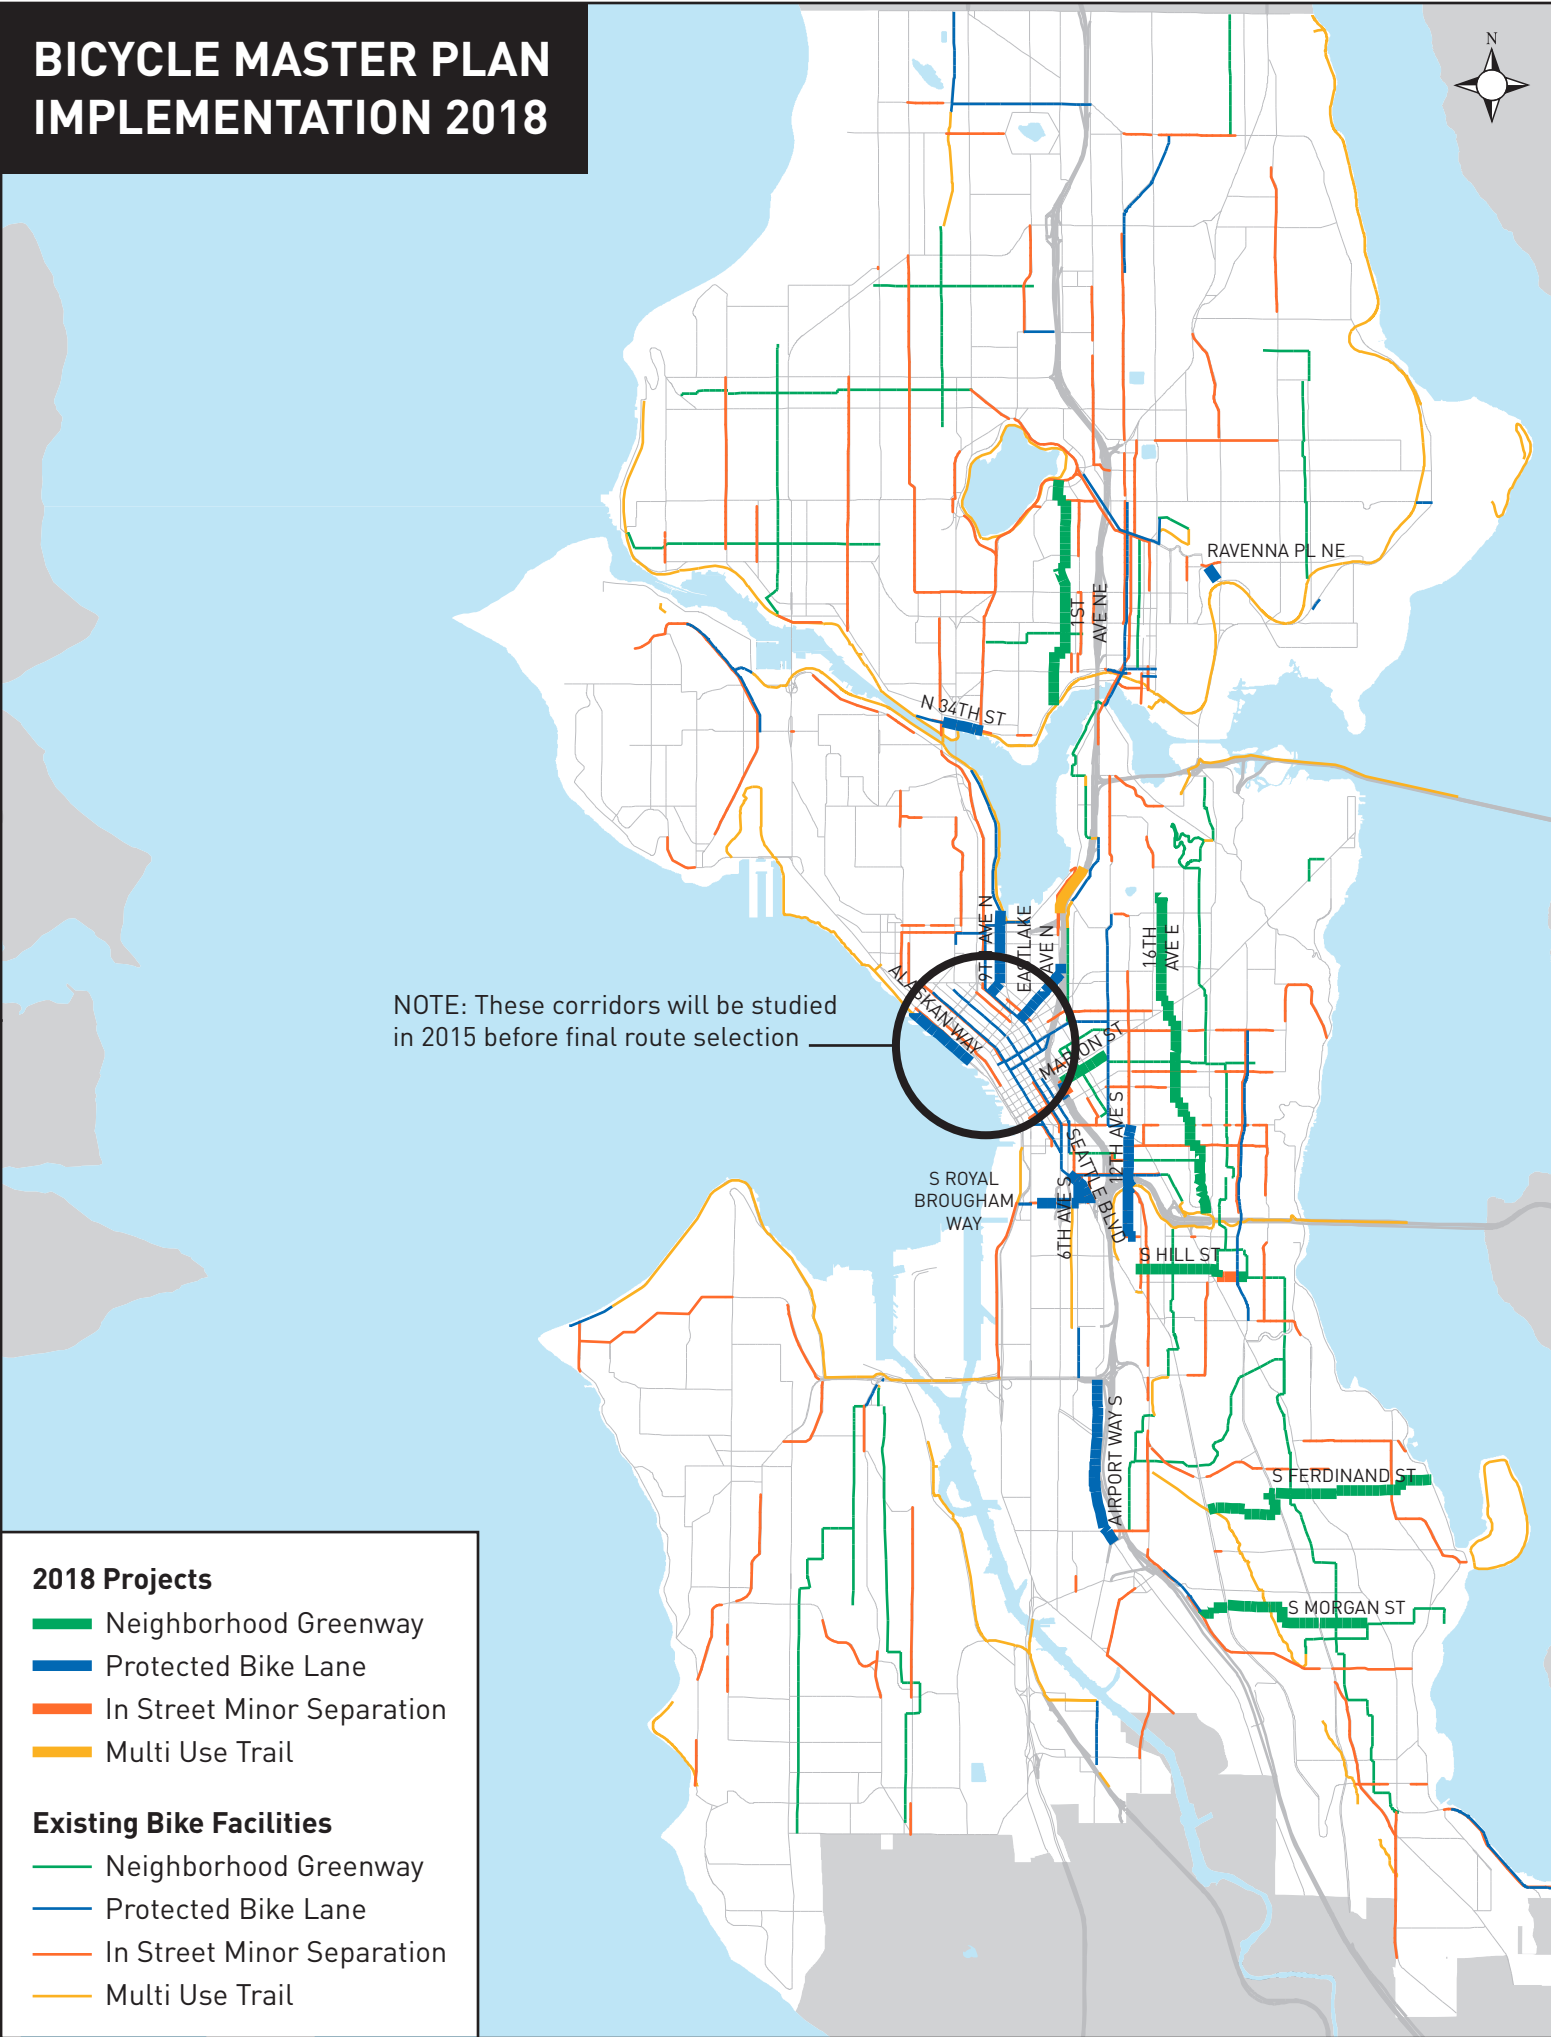 BICYCLE MASTER PLAN
IMPLEMENTATION 2018
N
RAVENNA PL NE
1ST
AVE NE
N 34TH ST
9TH AVE N
EASTLAKE
AVE N
16TH
AVE E
ALASKAN WAY
NOTE: These corridors will be studied
in 2015 before final route selection
MARION ST
12TH AVE S
SEATTLE BLVD
6TH AVE S
S ROYAL
BROUGHAM
WAY
S HILL ST
AIRPORT WAY S
S FERDINAND ST
S MORGAN ST
2018 Projects
Neighborhood Greenway
Protected Bike Lane
In Street Minor Separation
Multi Use Trail
Existing Bike Facilities
Neighborhood Greenway
Protected Bike Lane
In Street Minor Separation
Multi Use Trail